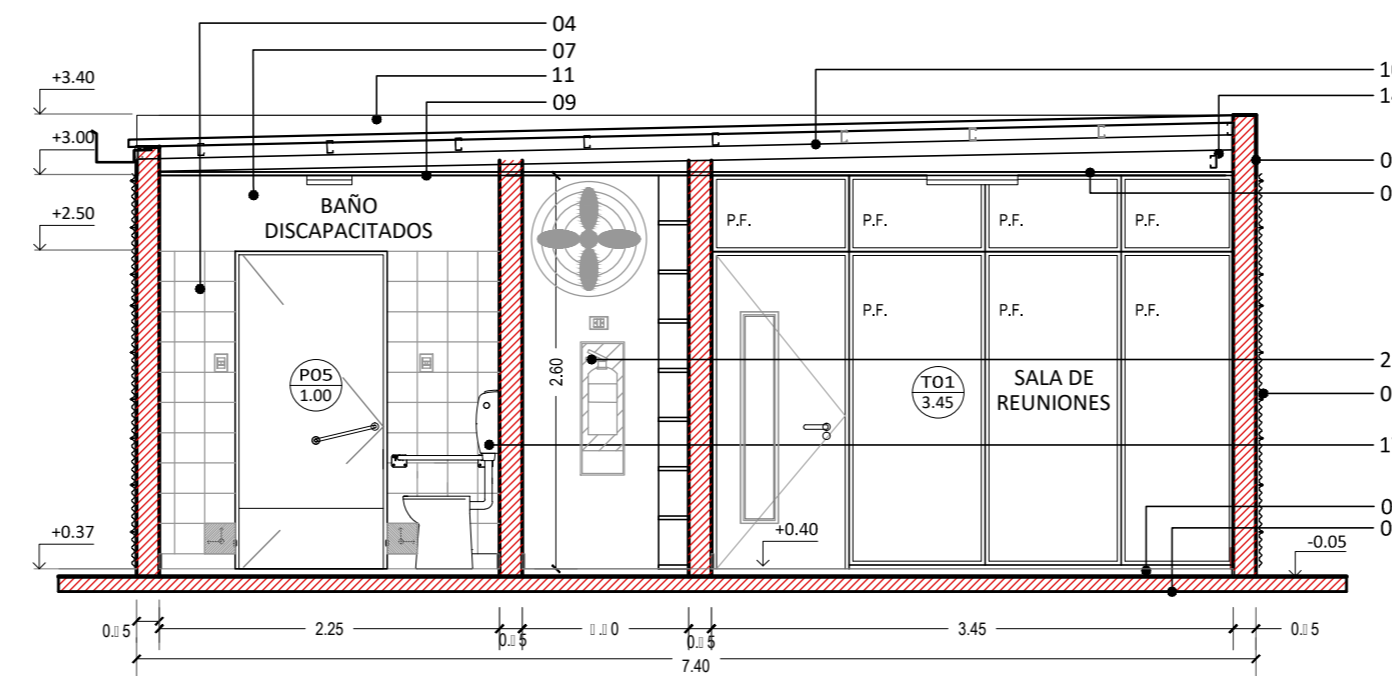 04
07
11
09
+3.40
+3.00
+2.50
+0.37
BAÑO
DISCAPACITADOS
P.F.
P.F.
P.F.
P.F.
P.F.
P.F.
P.F.
P05
1.00
2.60
T01
3.45
SALA DE
REUNIONES
+0.40
-0.05
2.25
3.45
7.40